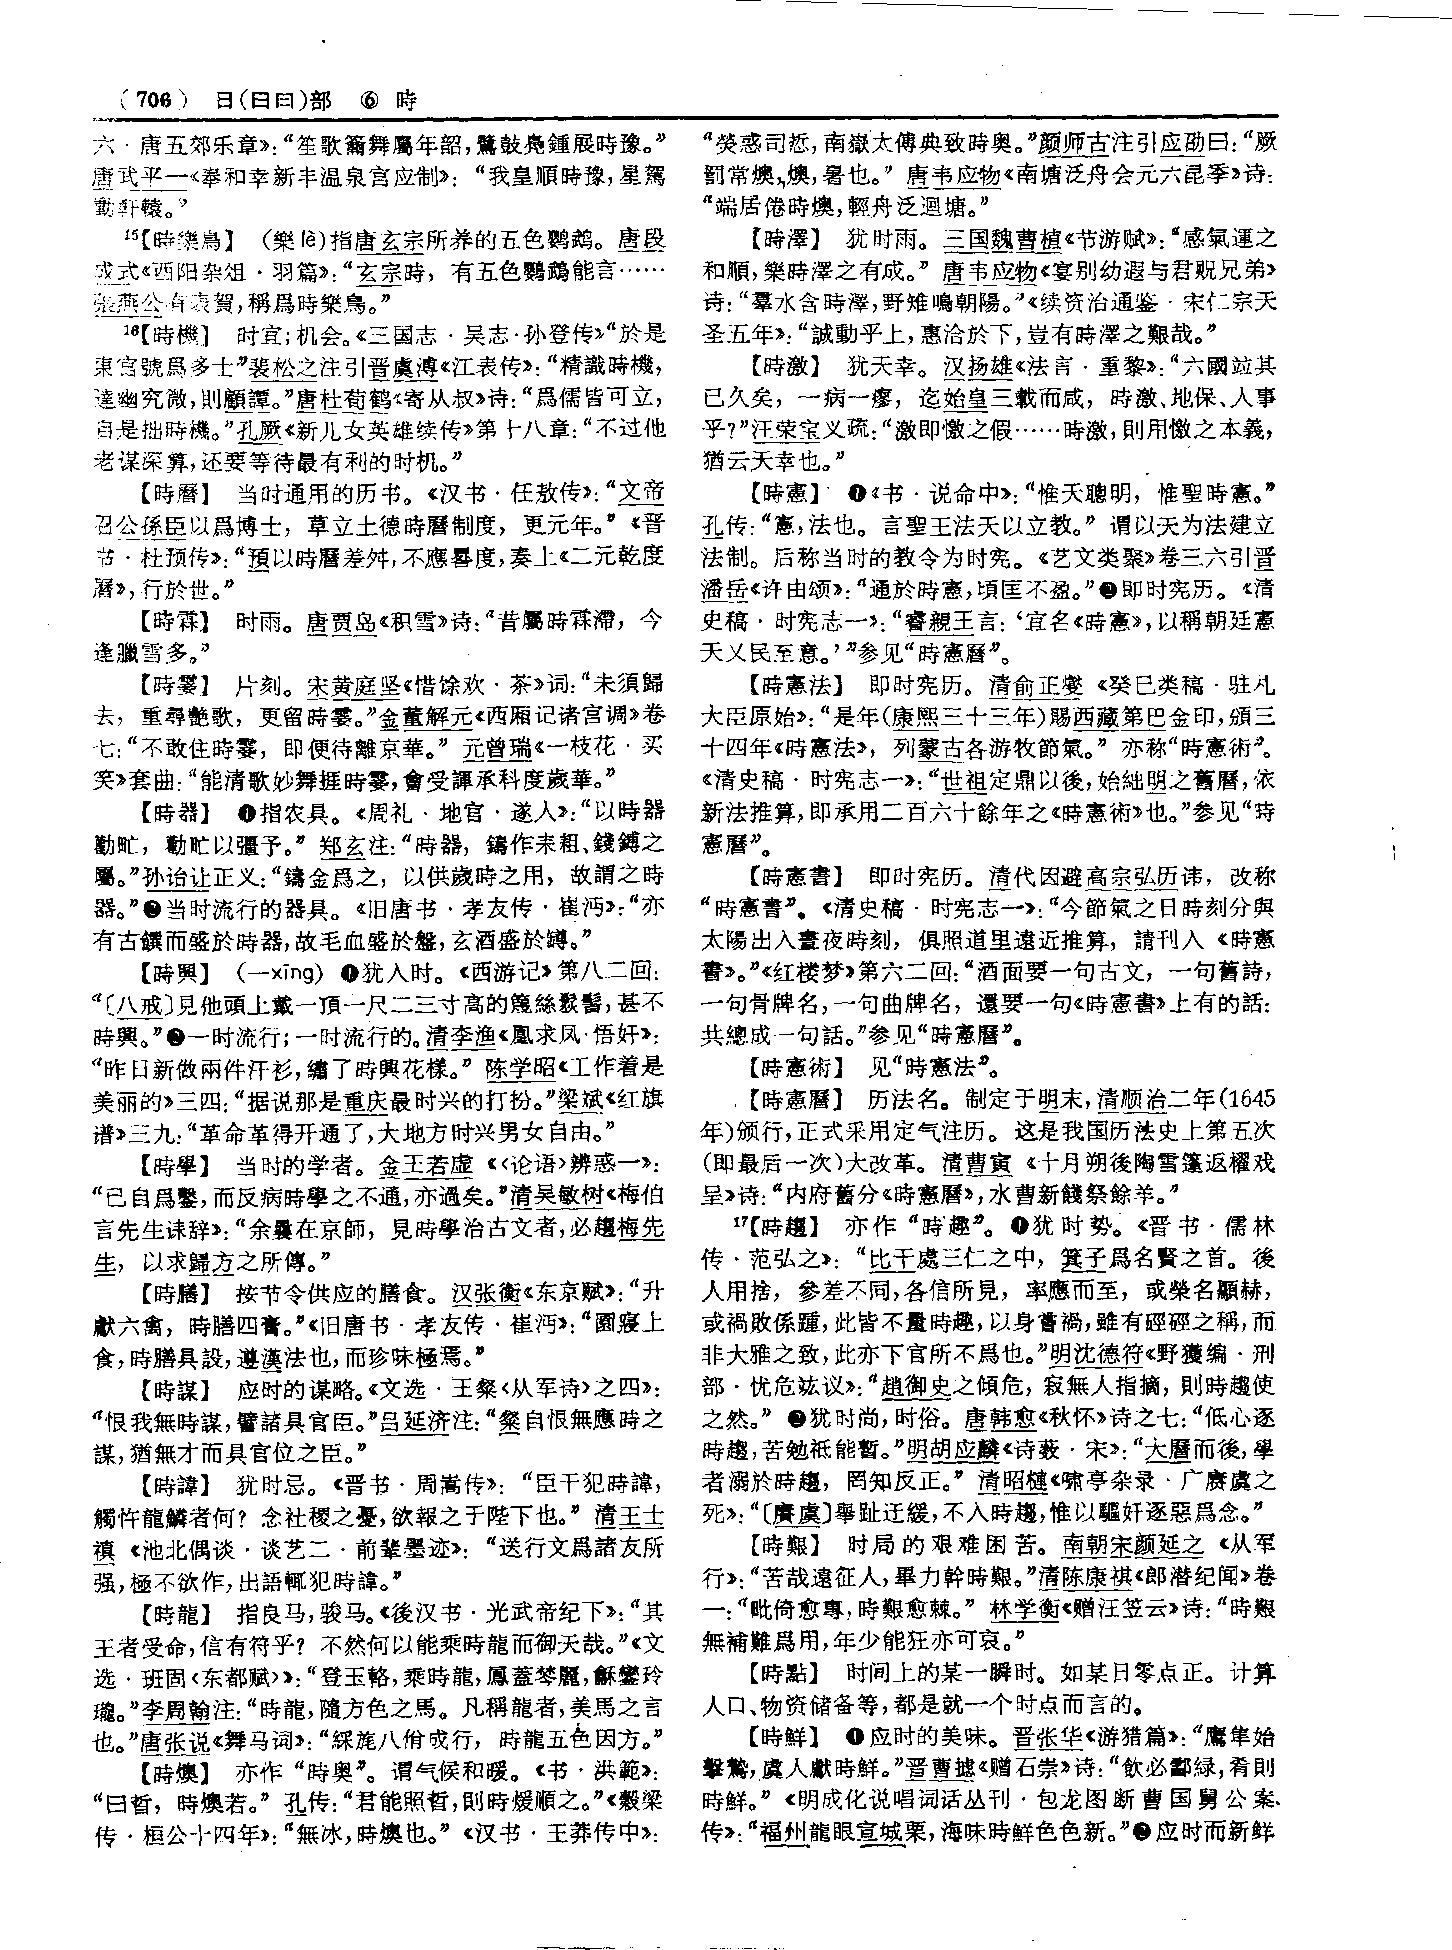 （706） 日(日曰)部 ⑥ 時
六·唐五郊乐章》：“笙歌籥舞屬年韶，鷺鼓鳧鍾展時豫。”
唐武平一《奉和幸新丰温泉宫应制》：“我皇順時豫，星駕
動軒轅。”
¹⁵【時樂鳥】 （樂 lè）指唐玄宗所养的五色鹦鹉。唐段
成式《酉阳杂俎·羽篇》：“玄宗時，有五色鸚鵡能言……
張燕公有表賀，稱爲時樂鳥。”
¹⁶【時機】 时宜；机会。《三国志·吴志·孙登传》“於是
東宫號爲多士”裴松之注引晋虞溥《江表传》：“精識時機，
達幽究微，則顧譚。”唐杜荀鹤《寄从叔》诗：“爲儒皆可立，
自是拙時機。”孔厥《新儿女英雄续传》第十八章：“不过他
老谋深算，还要等待最有利的时机。”
【時曆】 当时通用的历书。《汉书·任敖传》：“文帝
召公孫臣以爲博士，草立土德時曆制度，更元年。”《晋
书·杜预传》：“預以時曆差舛，不應晷度，奏上《二元乾度
曆》，行於世。”
【時霖】 时雨。唐贾岛《积雪》诗：“昔屬時霖滯，今
逢臘雪多。”
【時霎】 片刻。宋黄庭坚《惜馀欢·茶》词：“未須歸
去，重尋艷歌，更留時霎。”金董解元《西厢记诸宫调》卷
七：“不敢住時霎，即便待離京華。”元曾瑞《一枝花·买
笑》套曲：“能清歌妙舞捱時霎，會受諢承科度歲華。”
【時器】 ❶指农具。《周礼·地官·遂人》：“以時器
勸甿，勸甿以彊予。”郑玄注：“時器，鑄作耒耜、錢鎛之
屬。”孙诒让正义：“鑄金爲之，以供歲時之用，故謂之時
器。”❷当时流行的器具。《旧唐书·孝友传·崔沔》：“亦
有古饌而盛於時器，故毛血盛於盤，玄酒盛於罇。”
【時興】 （—xīng）❶犹入时。《西游记》第八二回：
“〔八戒〕見他頭上戴一頂一尺二三寸高的篾絲鬏髻，甚不
時興。”❷一时流行；一时流行的。清李渔《凰求凤·悟奸》：
“昨日新做兩件汗衫，繡了時興花樣。”陈学昭《工作着是
美丽的》三四：“据说那是重庆最时兴的打扮。”梁斌《红旗
谱》三九：“革命革得开通了，大地方时兴男女自由。”
【時學】 当时的学者。金王若虚《〈论语〉辨惑一》：
“已自爲鑿，而反病時學之不通，亦過矣。”清吴敏树《梅伯
言先生诔辞》：“余曩在京師，見時學治古文者，必趨梅先
生，以求歸方之所傳。”
【時膳】 按节令供应的膳食。汉张衡《东京赋》：“升
獻六禽，時膳四膏。”《旧唐书·孝友传·崔沔》：“園寢上
食，時膳具設，遵漢法也，而珍味極焉。”
【時謀】 应时的谋略。《文选·王粲〈从军诗〉之四》：
“恨我無時謀，譬諸具官臣。”吕延济注：“粲自恨無應時之
謀，猶無才而具官位之臣。”
【時諱】 犹时忌。《晋书·周嵩传》：“臣干犯時諱，
觸忤龍鱗者何？念社稷之憂，欲報之于陛下也。”清王士
禛《池北偶谈·谈艺二·前辈墨迹》：“送行文爲諸友所
强，極不欲作，出語輒犯時諱。”
【時龍】 指良马，骏马。《後汉书·光武帝纪下》：“其
王者受命，信有符乎？不然何以能乘時龍而御天哉。”《文
选·班固〈东都赋〉》：“登玉輅，乘時龍，鳳蓋棽麗，龢鑾玲
瓏。”李周翰注：“時龍，隨方色之馬。凡稱龍者，美馬之言
也。”唐张说《舞马词》：“綵旄八佾成行，時龍五色因方。”
【時燠】 亦作“時奥”。谓气候和暖。《书·洪範》：
“曰晢，時燠若。”孔传：“君能照晢，則時煖順之。”《穀梁
传·桓公十四年》：“無冰，時燠也。”《汉书·王莽传中》：
“熒惑司悊，南嶽太傅典致時奥。”颜师古注引应劭曰：“厥
罰常燠，燠，暑也。”唐韦应物《南塘泛舟会元六昆季》诗：
“端居倦時燠，輕舟泛迴塘。”
【時澤】 犹时雨。三国魏曹植《节游赋》：“感氣運之
和順，樂時澤之有成。”唐韦应物《宴别幼遐与君贶兄弟》
诗：“羣水含時澤，野雉鳴朝陽。”《续资治通鉴·宋仁宗天
圣五年》：“誠動乎上，惠洽於下，豈有時澤之艱哉。”
【時激】 犹天幸。汉扬雄《法言·重黎》：“六國竝其
已久矣，一病一瘳，迄始皇三載而咸，時激、地保、人事
乎？”汪荣宝义疏：“激即憿之假……時激，則用憿之本義，
猶云天幸也。”
【時憲】 ❶《书·说命中》：“惟天聰明，惟聖時憲。”
孔传：“憲，法也。言聖王法天以立教。”谓以天为法建立
法制。后称当时的教令为时宪。《艺文类聚》卷三六引晋
潘岳《许由颂》：“通於時憲，頃匡不盈。”❷即时宪历。《清
史稿·时宪志一》：“睿親王言：‘宜名《時憲》，以稱朝廷憲
天乂民至意。’”参见“時憲曆”。
【時憲法】 即时宪历。清俞正燮《癸巳类稿·驻扎
大臣原始》：“是年（康熙三十三年）賜西藏第巴金印，頒三
十四年《時憲法》，列蒙古各游牧節氣。”亦称“時憲術”。
《清史稿·时宪志一》：“世祖定鼎以後，始絀明之舊曆，依
新法推算，即承用二百六十餘年之《時憲術》也。”参见“時
憲曆”。
【時憲書】 即时宪历。清代因避高宗弘历讳，改称
“時憲書”。《清史稿·时宪志一》：“今節氣之日時刻分與
太陽出入晝夜時刻，俱照道里遠近推算，請刊入《時憲
書》。”《红楼梦》第六二回：“酒面要一句古文，一句舊詩，
一句骨牌名，一句曲牌名，還要一句《時憲書》上有的話：
共總成一句話。”参见“時憲曆”。
【時憲術】 见“時憲法”。
【時憲曆】 历法名。制定于明末，清顺治二年（1645
年）颁行，正式采用定气注历。这是我国历法史上第五次
（即最后一次）大改革。清曹寅《十月朔後陶雪篷返櫂戏
呈》诗：“内府舊分《時憲曆》，水曹新餞祭餘羊。”
¹⁷【時趨】 亦作“時趣”。❶犹时势。《晋书·儒林
传·范弘之》：“比干處三仁之中，箕子爲名賢之首。後
人用捨，參差不同，各信所見，率應而至，或榮名顯赫，
或禍敗係踵，此皆不量時趣，以身嘗禍，雖有硜硜之稱，而
非大雅之致，此亦下官所不爲也。”明沈德符《野獲编·刑
部·忧危竑议》：“趙御史之傾危，寂無人指摘，則時趨使
之然。”❷犹时尚，时俗。唐韩愈《秋怀》诗之七：“低心逐
時趨，苦勉祇能暫。”明胡应麟《诗薮·宋》：“大曆而後，學
者溺於時趨，罔知反正。”清昭槤《啸亭杂录·广赓虞之
死》：“〔賡虞〕舉趾迂緩，不入時趨，惟以驅奸逐惡爲念。”
【時艱】 时局的艰难困苦。南朝宋颜延之《从军
行》：“苦哉遠征人，畢力幹時艱。”清陈康祺《郎潜纪闻》卷
一：“毗倚愈專，時艱愈棘。”林学衡《赠汪笠云》诗：“時艱
無補難爲用，年少能狂亦可哀。”
【時點】 时间上的某一瞬时。如某日零点正。计算
人口、物资储备等，都是就一个时点而言的。
【時鮮】 ❶应时的美味。晋张华《游猎篇》：“鷹隼始
擊鷙，虞人獻時鮮。”晋曹摅《赠石崇》诗：“飲必酃緑，肴則
時鮮。”《明成化说唱词话丛刊·包龙图断曹国舅公案
传》：“福州龍眼宣城栗，海味時鮮色色新。”❷应时而新鲜